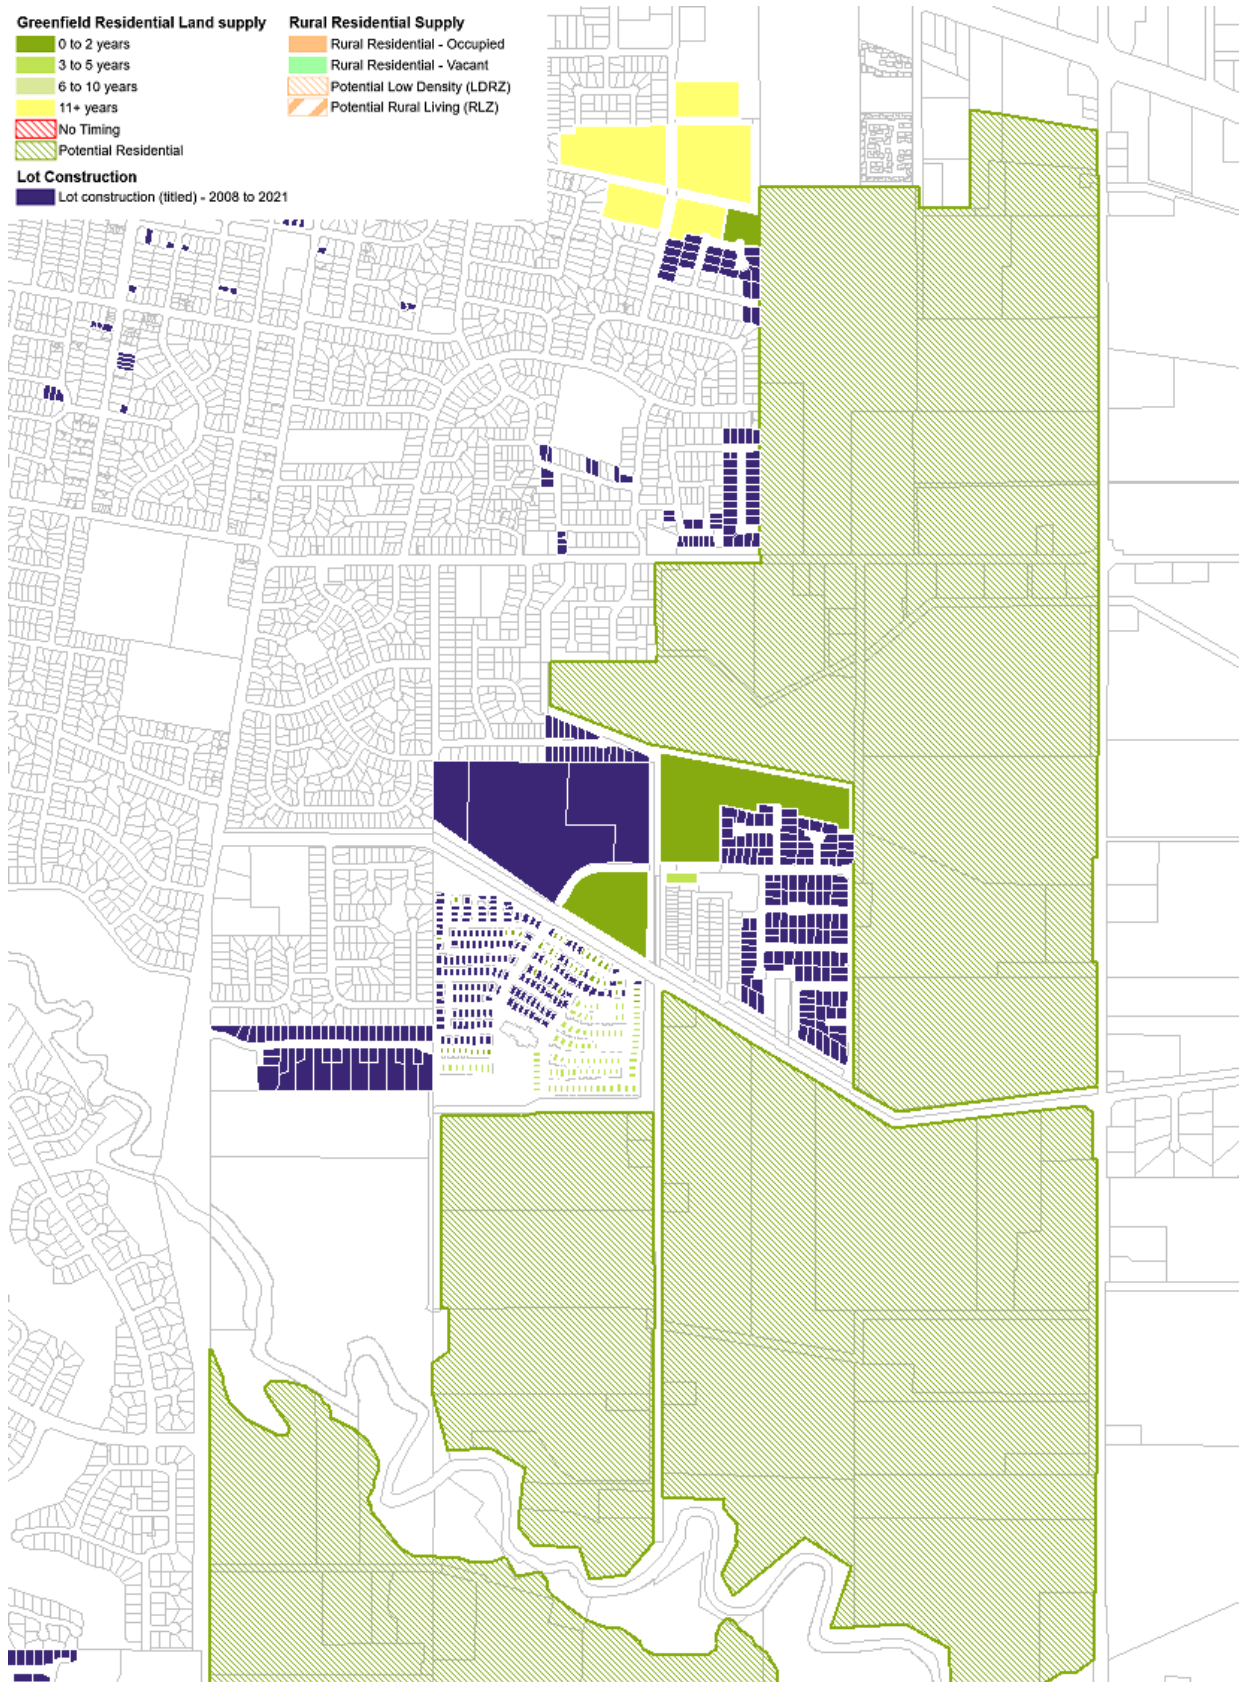 Greenfield Residential Land supply
0 to 2 years
3 to 5 years
6 to 10 years
11+ years
No Timing
Potential Residential
Lot Construction
Lot construction (titled) - 2008 to 2021
Rural Residential Supply
Rural Residential - Occupied
Rural Residential - Vacant
Potential Low Density (LDRZ)
Potential Rural Living (RLZ)